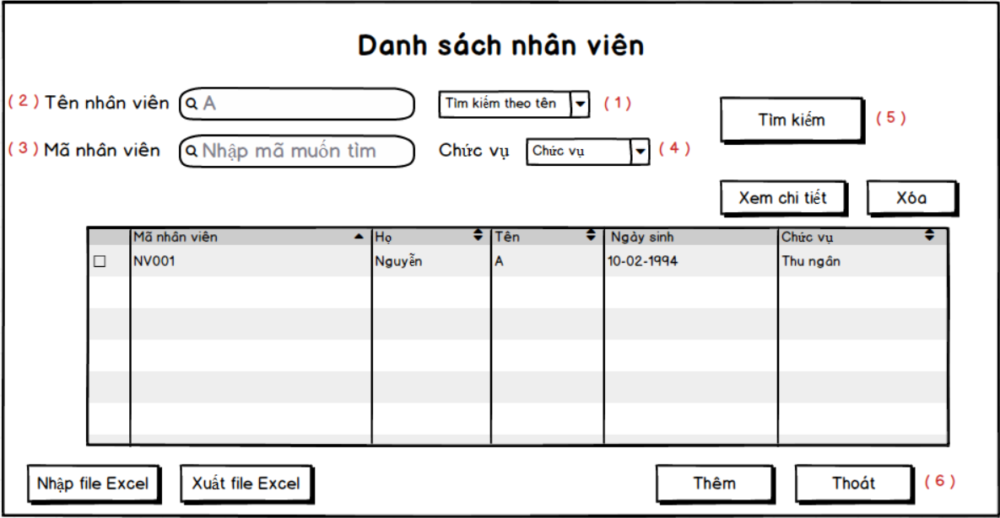 Danh sách nhân viên
( 2 ) Tên nhân viên A Tìm kiếm theo tên ( 1 )
Tìm kiếm ( 5 )
( 3 ) Mã nhân viên Nhập mã muốn tìm Chức vụ Chức vụ ( 4 )
Xem chi tiết Xóa
Mã nhân viên Họ Tên Ngày sinh Chức vụ
NV001 Nguyễn A 10-02-1994 Thu ngân
Nhập file Excel Xuất file Excel Thêm Thoát ( 6 )